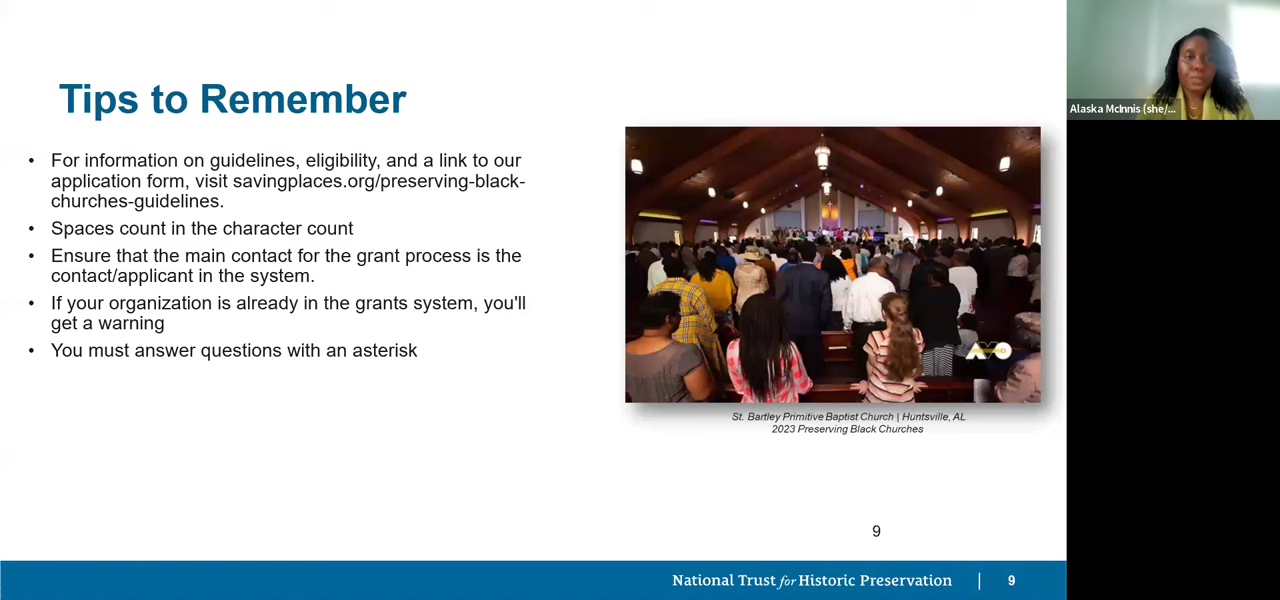 Tips to Remember
• For information on guidelines, eligibility, and a link to our
application form, visit savingplaces.org/preserving-black-
churches-guidelines.
• Spaces count in the character count
• Ensure that the main contact for the grant process is the
contact/applicant in the system.
• If your organization is already in the grants system, you'll
get a warning
• You must answer questions with an asterisk
St. Bartley Primitive Baptist Church | Huntsville, AL
2023 Preserving Black Churches
9
National Trust for Historic Preservation | 9
Alaska McInnis (she/...